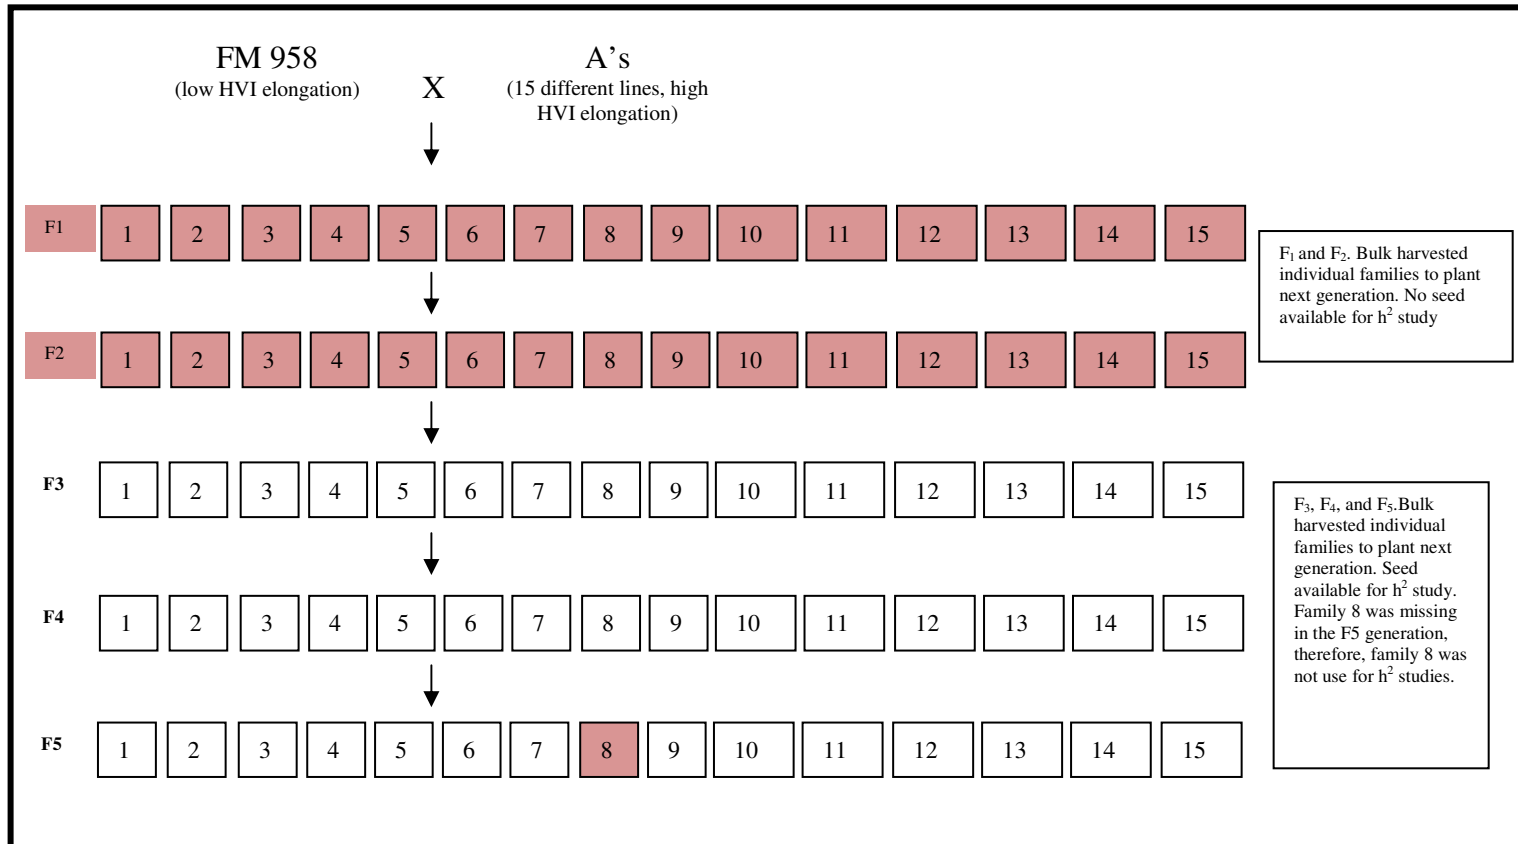 FM 958
(low HVI elongation)
X
A's
(15 different lines, high
HVI elongation)
F1
1 2 3 4 5 6 7 8 9 10 11 12 13 14 15
F₁ and F₂. Bulk harvested
individual families to plant
next generation. No seed
available for h² study
F2
1 2 3 4 5 6 7 8 9 10 11 12 13 14 15
F3
1 2 3 4 5 6 7 8 9 10 11 12 13 14 15
F₃, F₄, and F₅.Bulk
harvested individual
families to plant next
generation. Seed
available for h² study.
Family 8 was missing
in the F5 generation,
therefore, family 8 was
not use for h² studies.
F4
1 2 3 4 5 6 7 8 9 10 11 12 13 14 15
F5
1 2 3 4 5 6 7 8 9 10 11 12 13 14 15